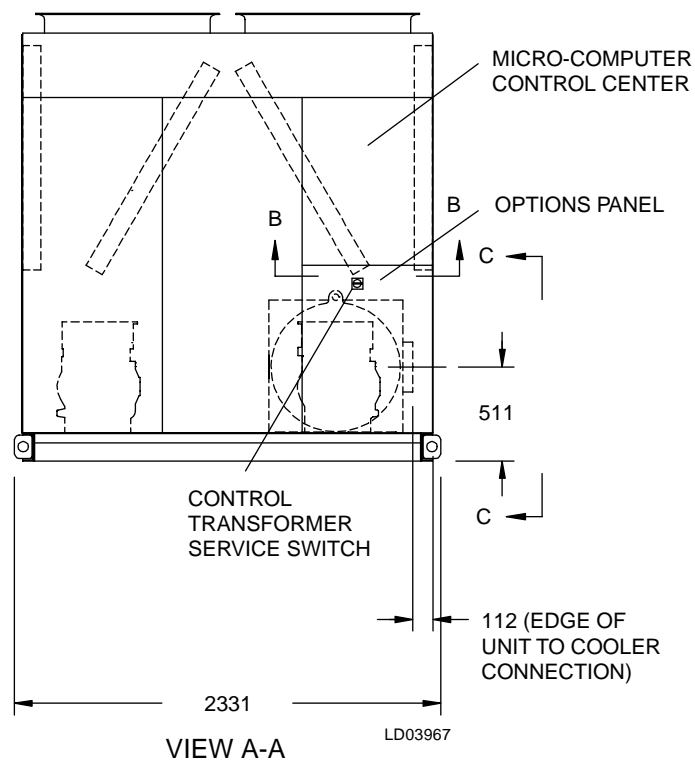 MICRO-COMPUTER
CONTROL CENTER
B
B
OPTIONS PANEL
C
511
CONTROL
TRANSFORMER
SERVICE SWITCH
C
112 (EDGE OF
UNIT TO COOLER
CONNECTION)
2331
VIEW A-A
LD03967